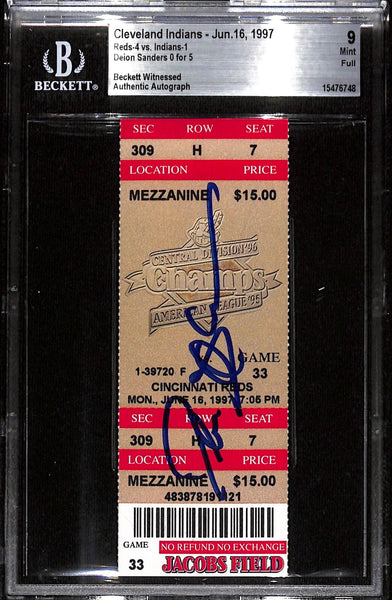 Cleveland Indians - Jun.16, 1997
Reds-4 vs. Indians-1
Deion Sanders 0 for 5
Beckett Witnessed
Authentic Autograph
9
Mint
Full
15476748
B
BECKETT
SEC ROW SEAT
309 H 7
LOCATION PRICE
MEZZANINE $15.00
CENTRAL DIVISION '96
Champs
AMERICAN LEAGUE '95
GAME
1-39720 F 33
CINCINNATI REDS
MON., JUNE 16, 1997 7:05 PM
SEC ROW SEAT
309 H 7
LOCATION PRICE
MEZZANINE $15.00
GAME
33
NO REFUND NO EXCHANGE
JACOBS FIELD